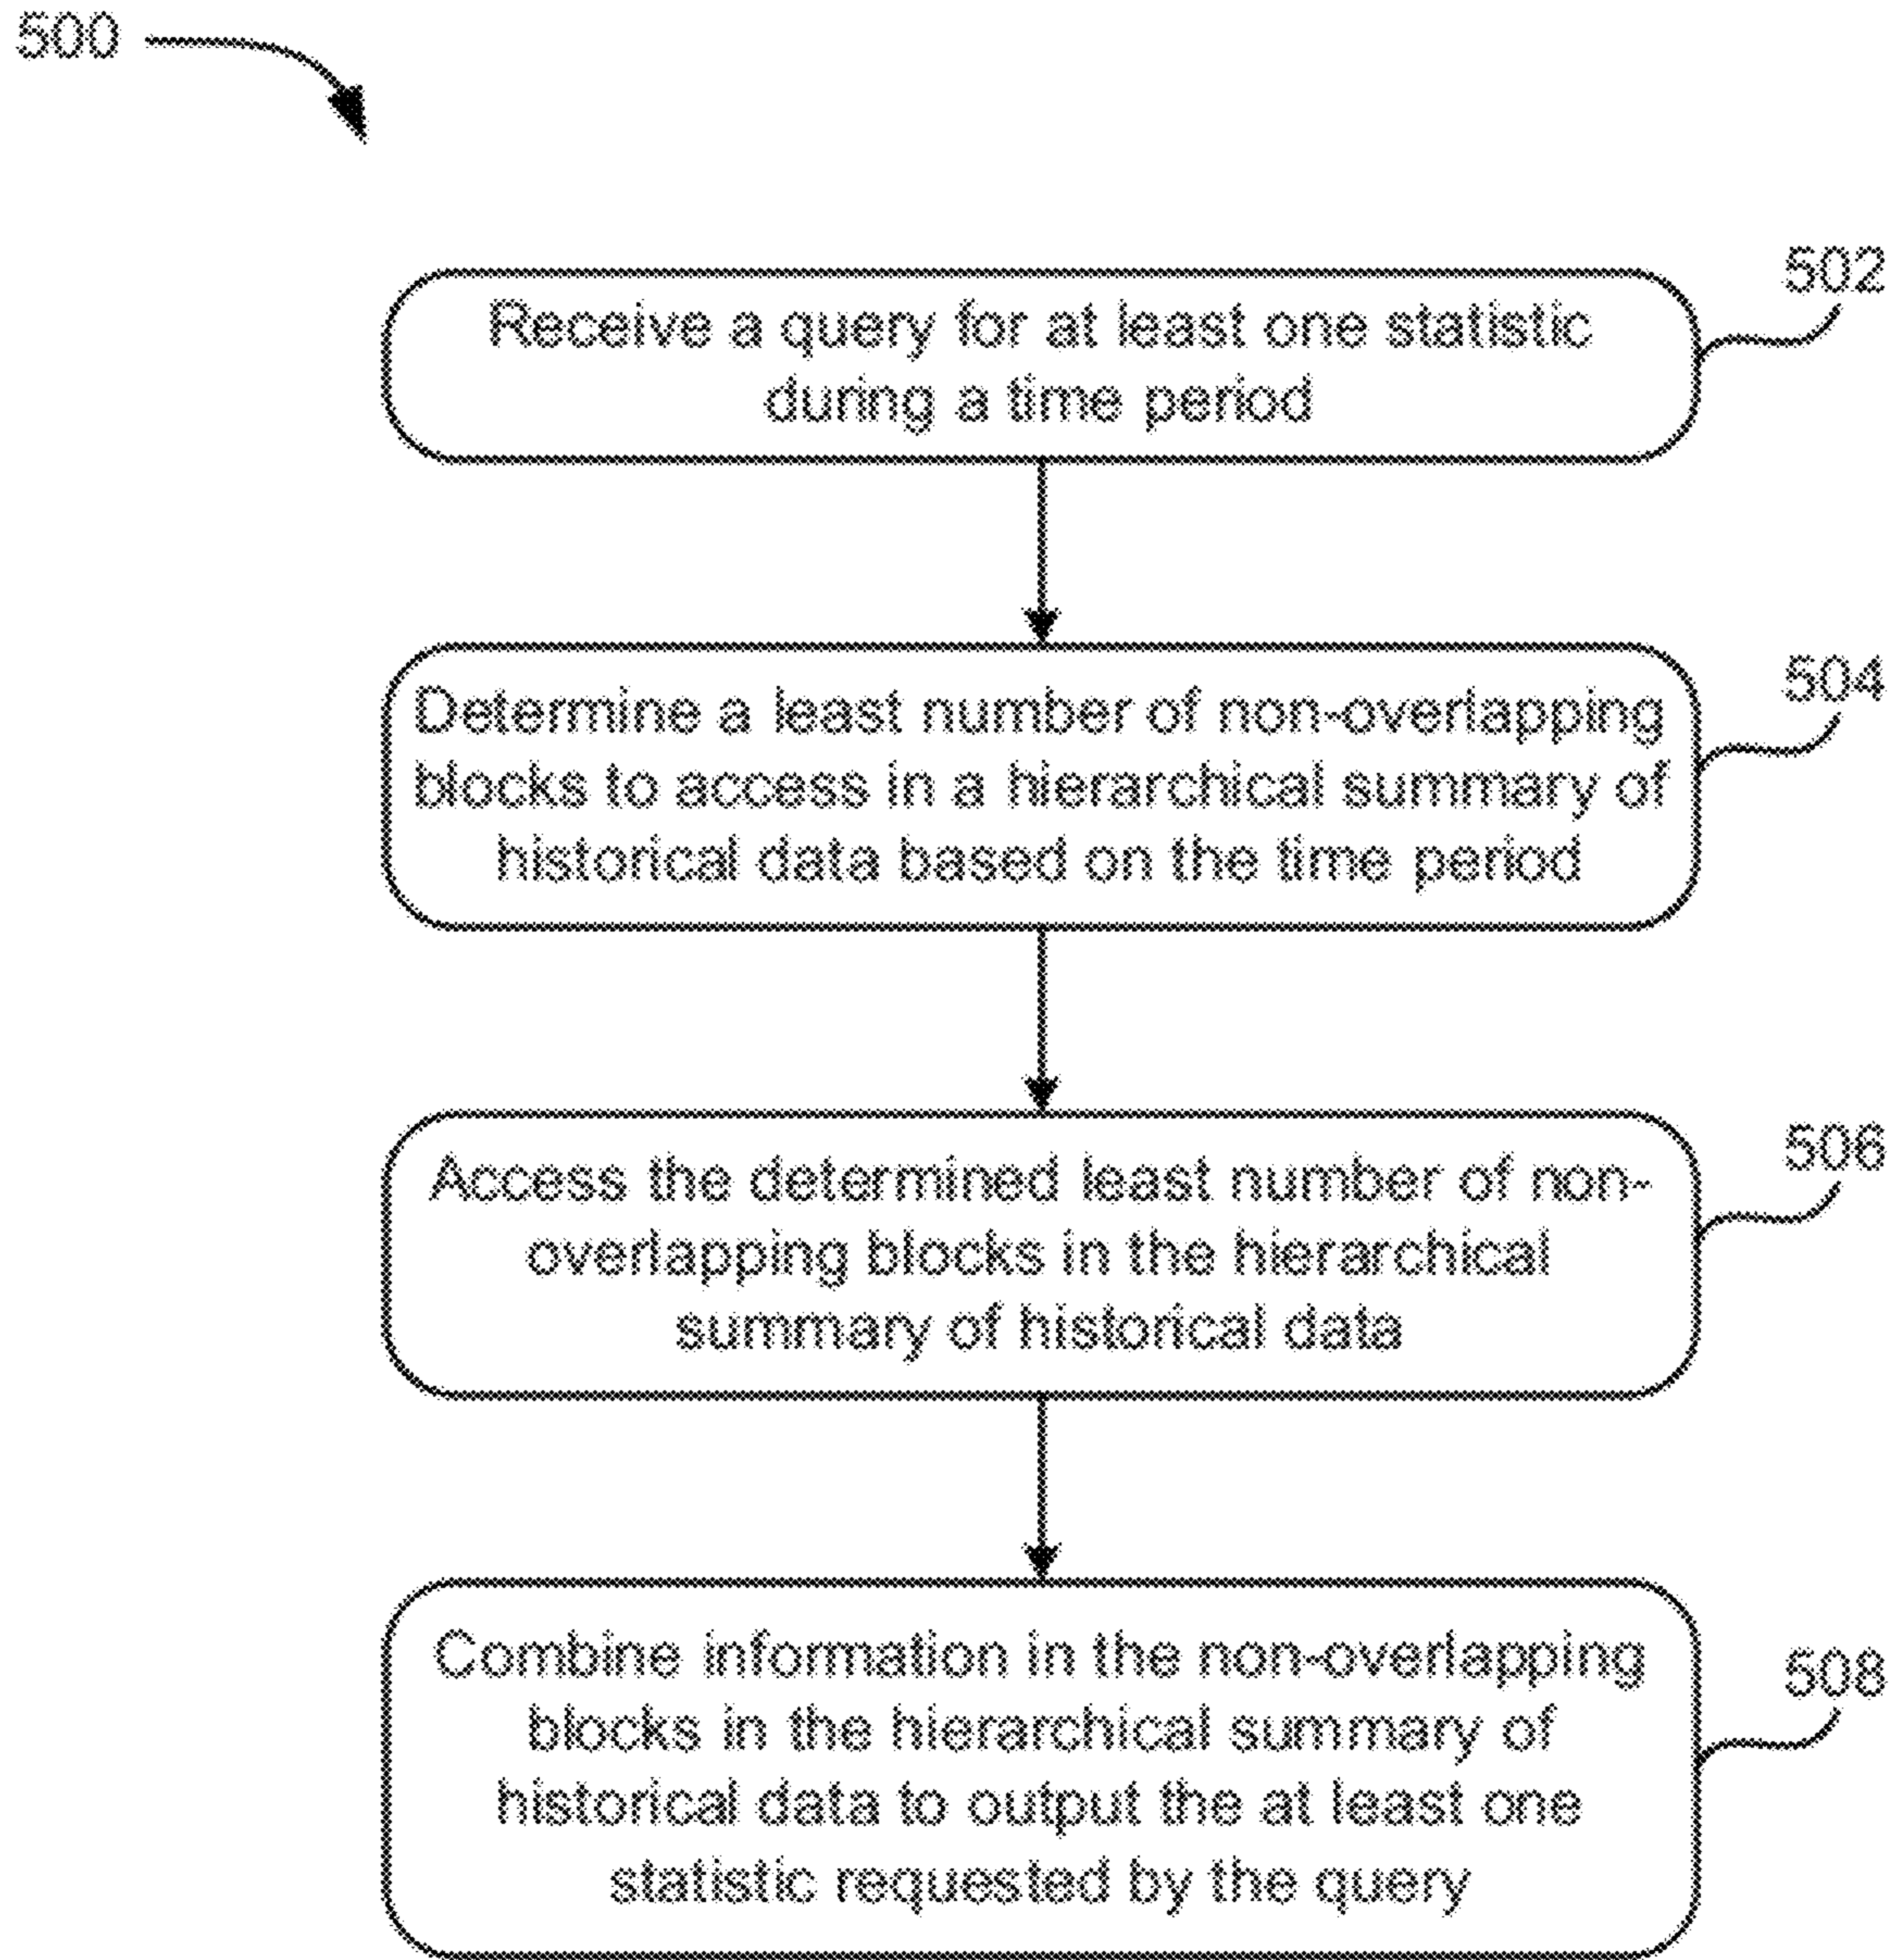 500
502
Receive a query for at least one statistic
during a time period
504
Determine a least number of non-overlapping
blocks to access in a hierarchical summary of
historical data based on the time period
506
Access the determined least number of non-
overlapping blocks in the hierarchical
summary of historical data
508
Combine information in the non-overlapping
blocks in the hierarchical summary of
historical data to output the at least one
statistic requested by the query